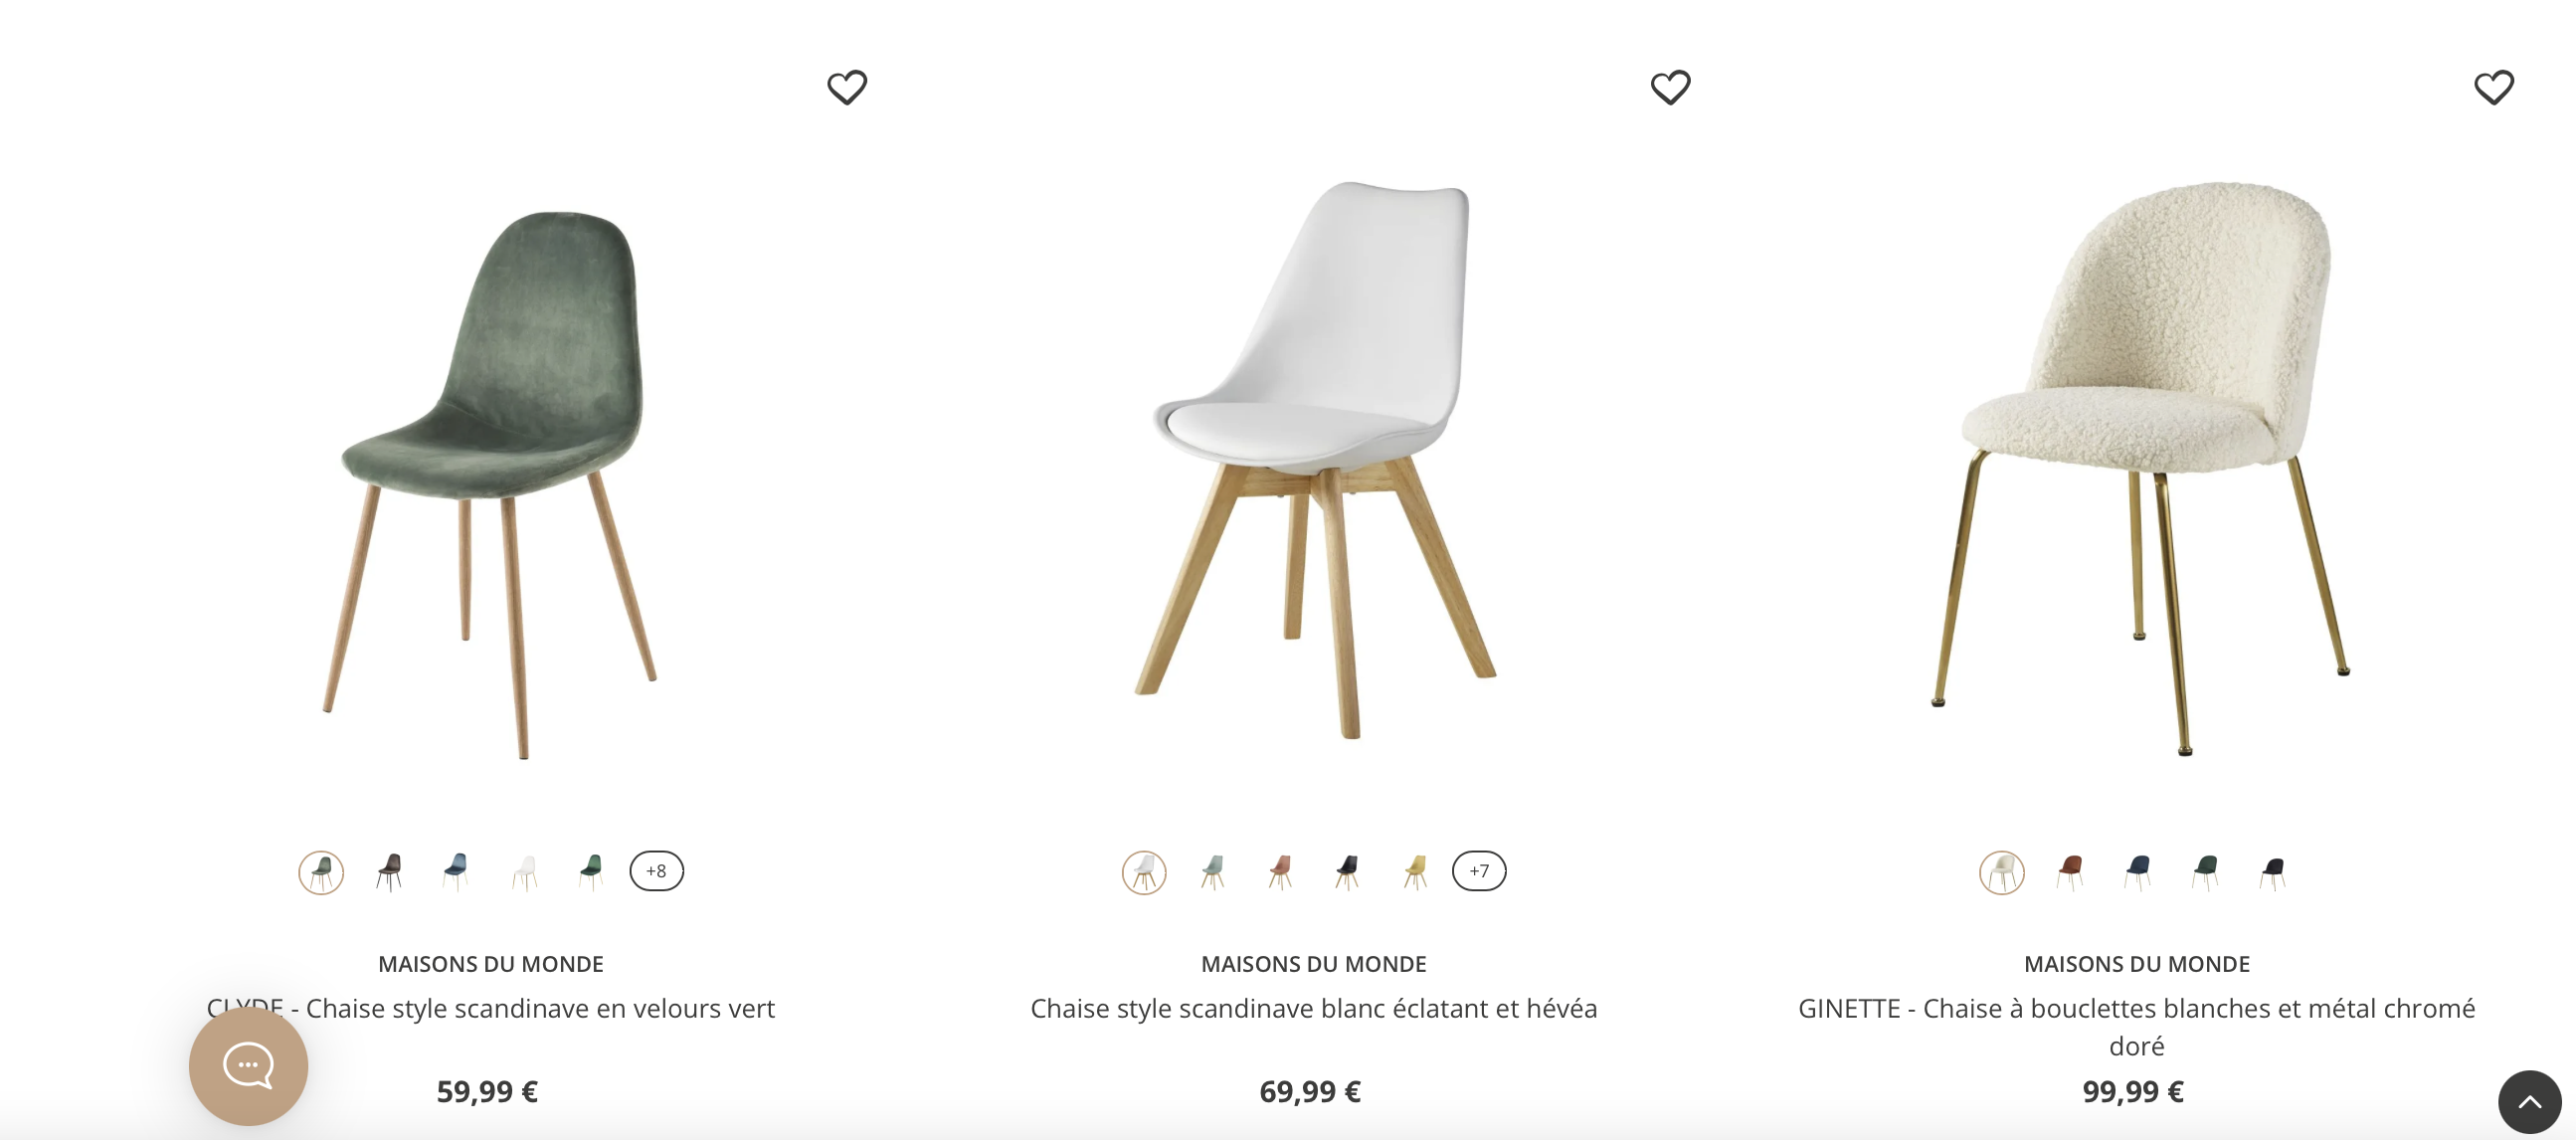 +8
+7
MAISONS DU MONDE
CLYDE - Chaise style scandinave en velours vert
59,99 €
MAISONS DU MONDE
Chaise style scandinave blanc éclatant et hévéa
69,99 €
MAISONS DU MONDE
GINETTE - Chaise à bouclettes blanches et métal chromé
doré
99,99 €